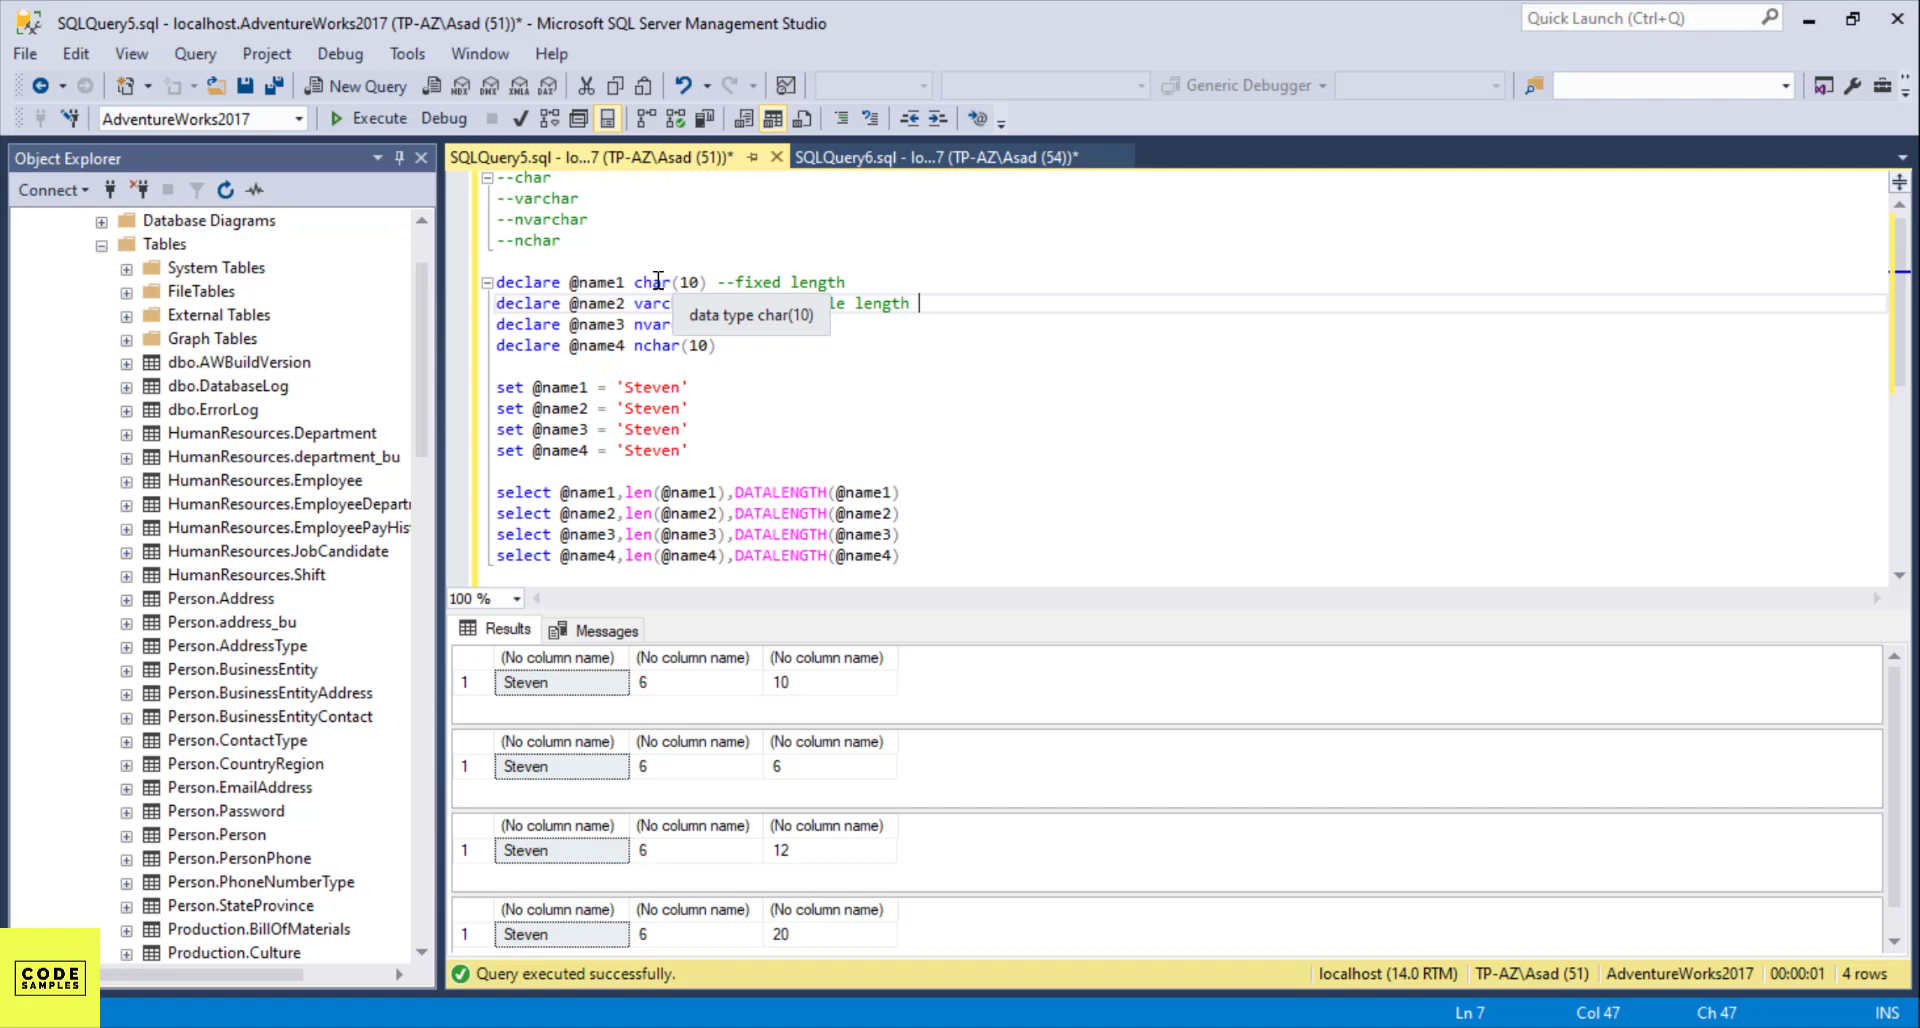 SQLQuery5.sql - localhost.AdventureWorks2017 (TP-AZ\Asad (51))* - Microsoft SQL Server Management Studio
Quick Launch (Ctrl+Q)
File Edit View Query Project Debug Tools Window Help
New Query
MDX DMX XMLA DAX
Generic Debugger
AdventureWorks2017
Execute Debug
Object Explorer
SQLQuery5.sql - lo...7 (TP-AZ\Asad (51))*
SQLQuery6.sql - lo...7 (TP-AZ\Asad (54))*
Connect
Database Diagrams
Tables
System Tables
FileTables
External Tables
Graph Tables
dbo.AWBuildVersion
dbo.DatabaseLog
dbo.ErrorLog
HumanResources.Department
HumanResources.department_bu
HumanResources.Employee
HumanResources.EmployeeDepart
HumanResources.EmployeePayHis
HumanResources.JobCandidate
HumanResources.Shift
Person.Address
Person.address_bu
Person.AddressType
Person.BusinessEntity
Person.BusinessEntityAddress
Person.BusinessEntityContact
Person.ContactType
Person.CountryRegion
Person.EmailAddress
Person.Password
Person.Person
Person.PersonPhone
Person.PhoneNumberType
Person.StateProvince
Production.BillOfMaterials
Production.Culture
--char
--varchar
--nvarchar
--nchar
declare @name1 char(10) --fixed length
declare @name2 varc le length
data type char(10)
declare @name3 nvar
declare @name4 nchar(10)
set @name1 = 'Steven'
set @name2 = 'Steven'
set @name3 = 'Steven'
set @name4 = 'Steven'
select @name1,len(@name1),DATALENGTH(@name1)
select @name2,len(@name2),DATALENGTH(@name2)
select @name3,len(@name3),DATALENGTH(@name3)
select @name4,len(@name4),DATALENGTH(@name4)
100 %
Results Messages
(No column name) (No column name) (No column name)
1 Steven 6 10
(No column name) (No column name) (No column name)
1 Steven 6 6
(No column name) (No column name) (No column name)
1 Steven 6 12
(No column name) (No column name) (No column name)
1 Steven 6 20
Query executed successfully.
localhost (14.0 RTM) TP-AZ\Asad (51) AdventureWorks2017 00:00:01 4 rows
Ln 7 Col 47 Ch 47 INS
CODE
SAMPLES